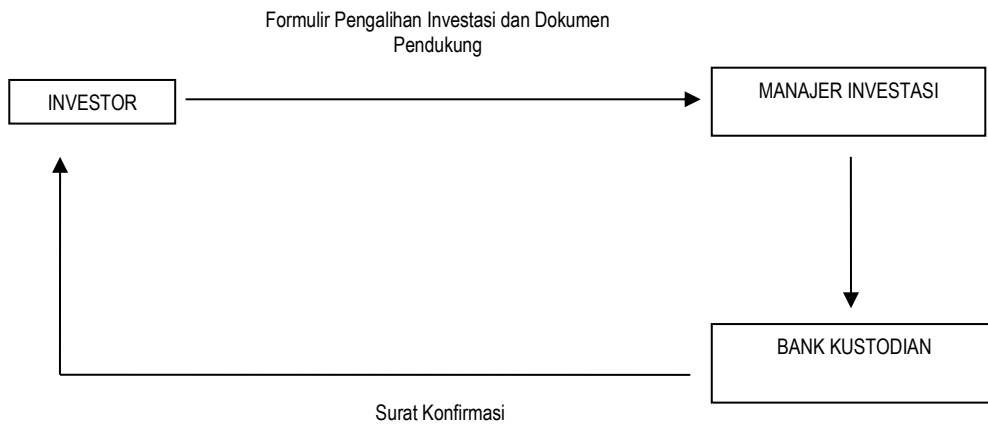 Formulir Pengalihan Investasi dan Dokumen
Pendukung
INVESTOR
MANAJER INVESTASI
BANK KUSTODIAN
Surat Konfirmasi